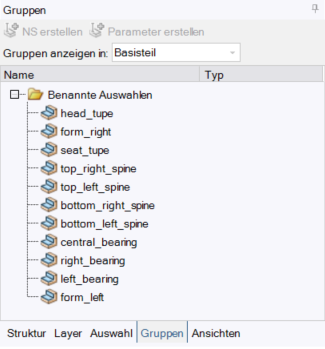 Gruppen
NS erstellen Parameter erstellen
Gruppen anzeigen in: Basisteil
Name Typ
Benannte Auswahlen
head_tupe
form_right
seat_tupe
top_right_spine
top_left_spine
bottom_right_spine
bottom_left_spine
central_bearing
right_bearing
left_bearing
form_left
Struktur Layer Auswahl Gruppen Ansichten